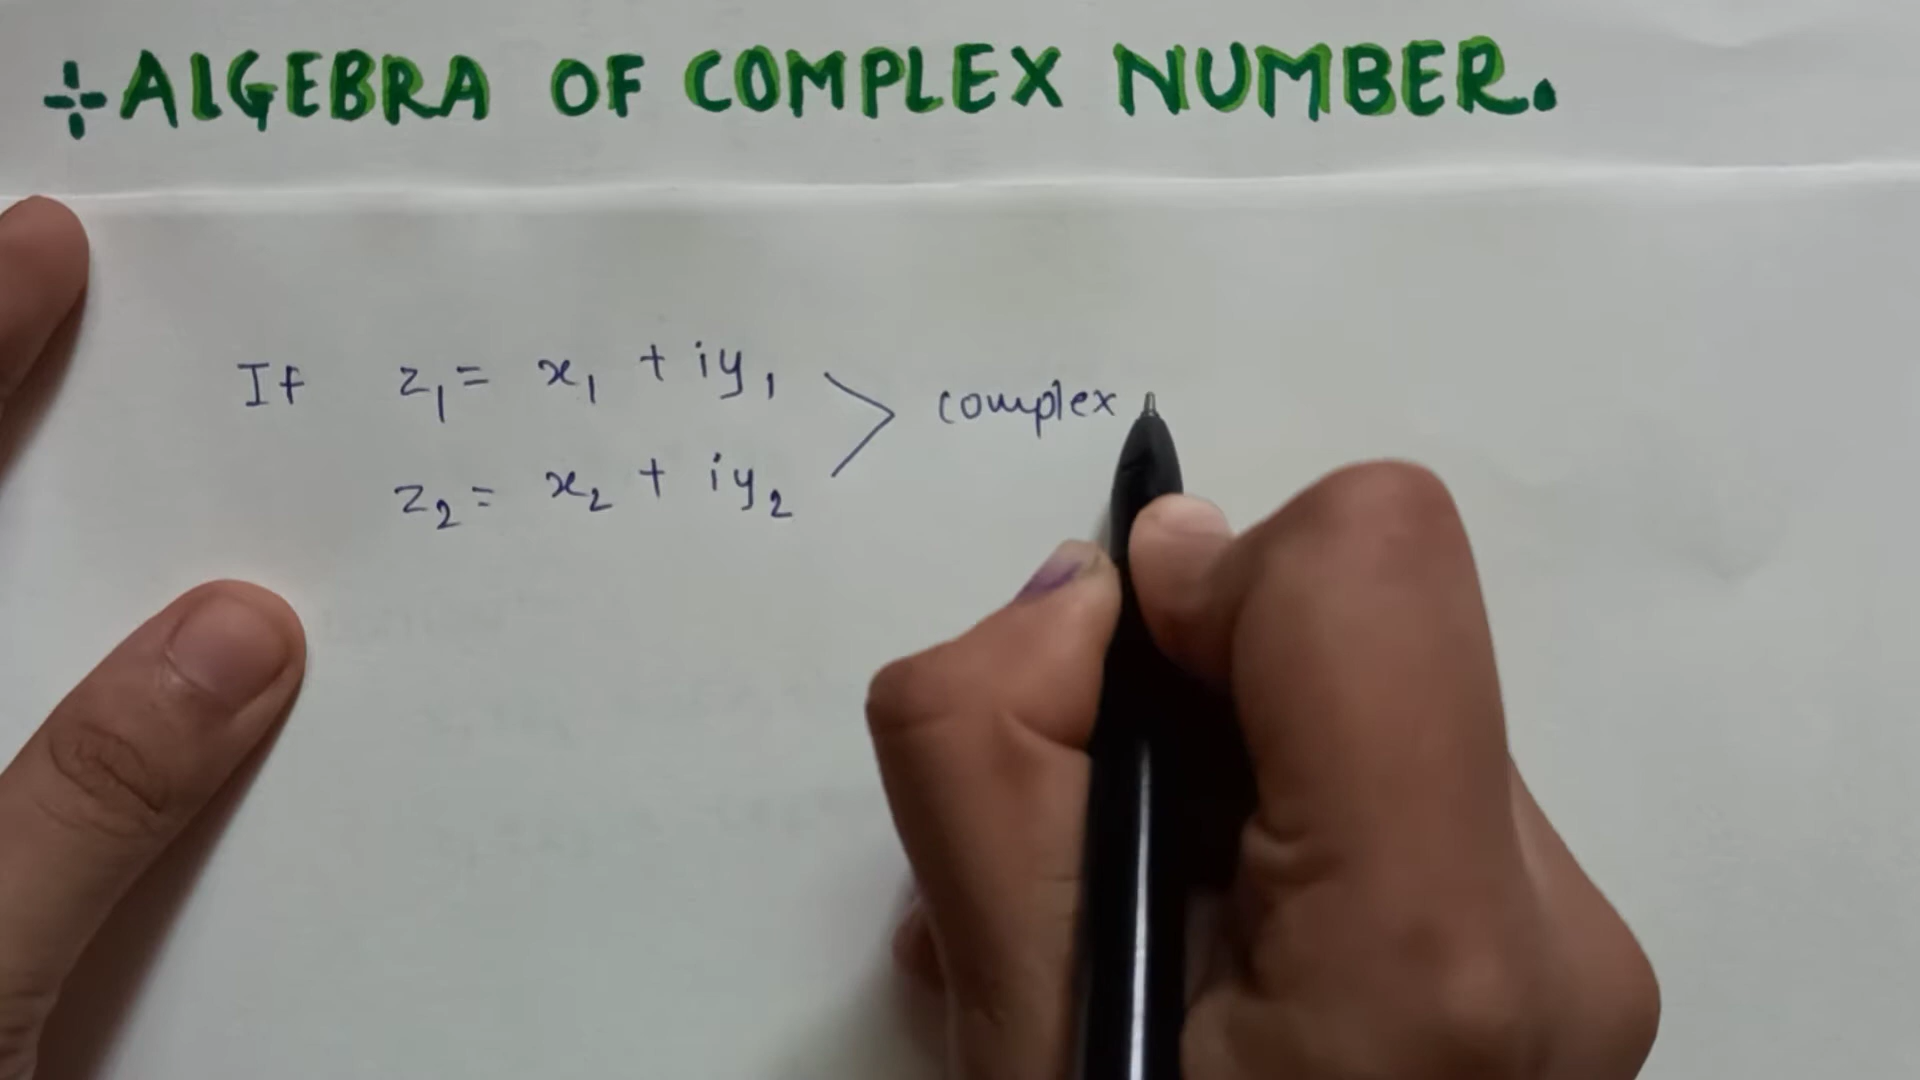 ÷ ALGEBRA OF COMPLEX NUMBER.
If z₁ = x₁ + iy₁
complex
z₂ = x₂ + iy₂